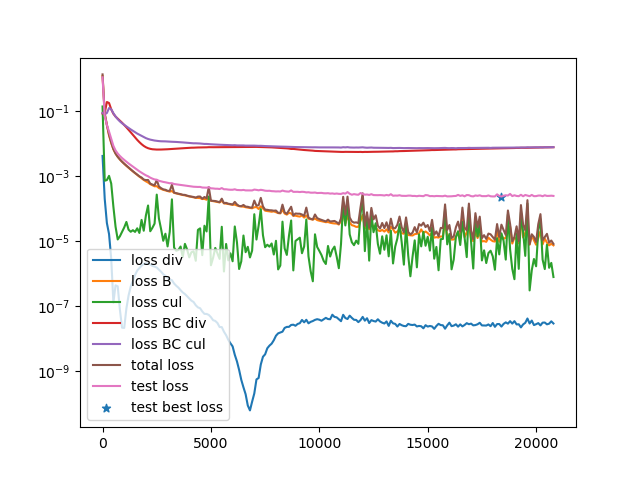 10⁻¹
10⁻³
10⁻⁵
10⁻⁷
10⁻⁹
loss div
loss B
loss cul
loss BC div
loss BC cul
total loss
test loss
test best loss
0 5000 10000 15000 20000